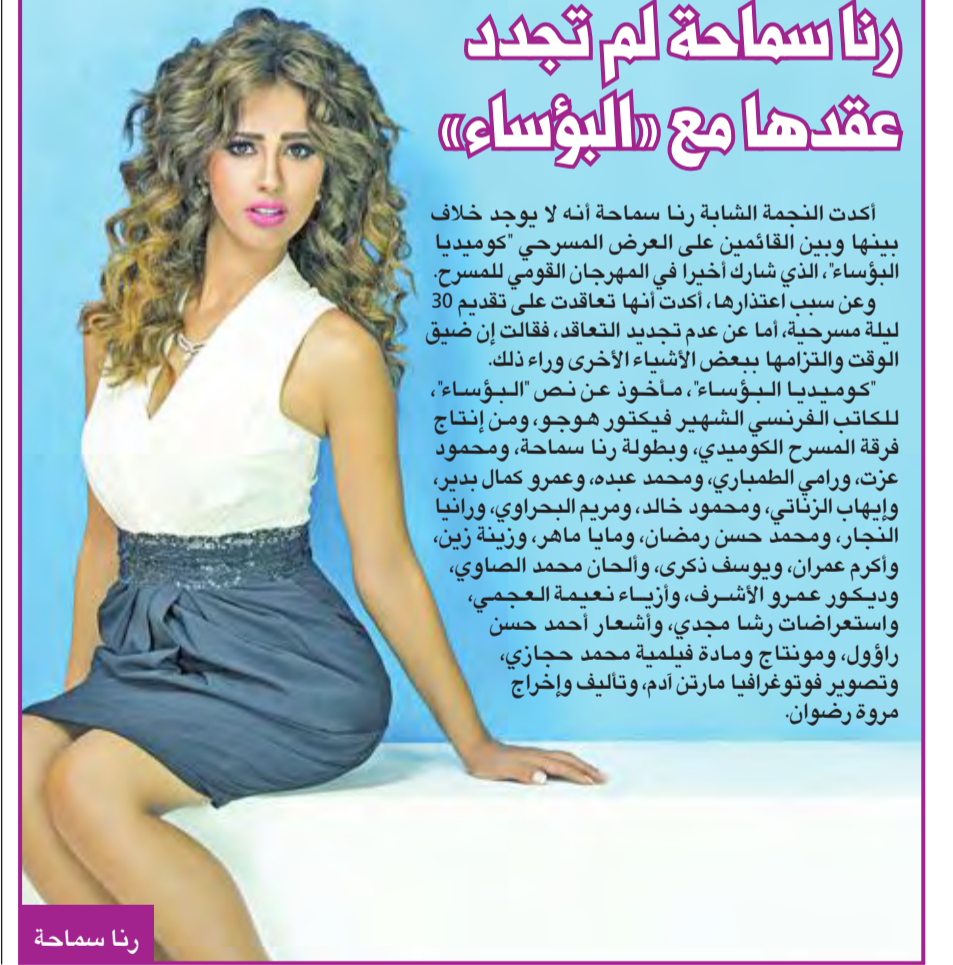 رنا سماحة لم تجدد
عقدها مع «البؤساء»
أكدت النجمة الشابة رنا سماحة أنه لا يوجد خلاف
بينها وبين القائمين على العرض المسرحي "كوميديا
البؤساء"، الذي شارك أخيرا في المهرجان القومي للمسرح.
وعن سبب اعتذارها، أكدت أنها تعاقدت على تقديم 30
ليلة مسرحية، أما عن عدم تجديد التعاقد، فقالت إن ضيق
الوقت والتزامها ببعض الأشياء الأخرى وراء ذلك.
"كوميديا البؤساء"، مأخوذ عن نص "البؤساء"،
للكاتب الفرنسي الشهير فيكتور هوجو، ومن إنتاج
فرقة المسرح الكوميدي، وبطولة رنا سماحة، ومحمود
عزت، ورامي الطمباري، ومحمد عبده، وعمرو كمال بدير،
وإيهاب الزناتي، ومحمود خالد، ومريم البحراوي، ورانيا
النجار، ومحمد حسن رمضان، ومايا ماهر، وزينة زين،
وأكرم عمران، ويوسف ذكرى، وألحان محمد الصاوي،
وديكور عمرو الأشرف، وأزياء نعيمة العجمي،
واستعراضات رشا مجدي، وأشعار أحمد حسن
راؤول، ومونتاج ومادة فيلمية محمد حجازي،
وتصوير فوتوغرافيا مارتن آدم، وتأليف وإخراج
مروة رضوان.
رنا سماحة